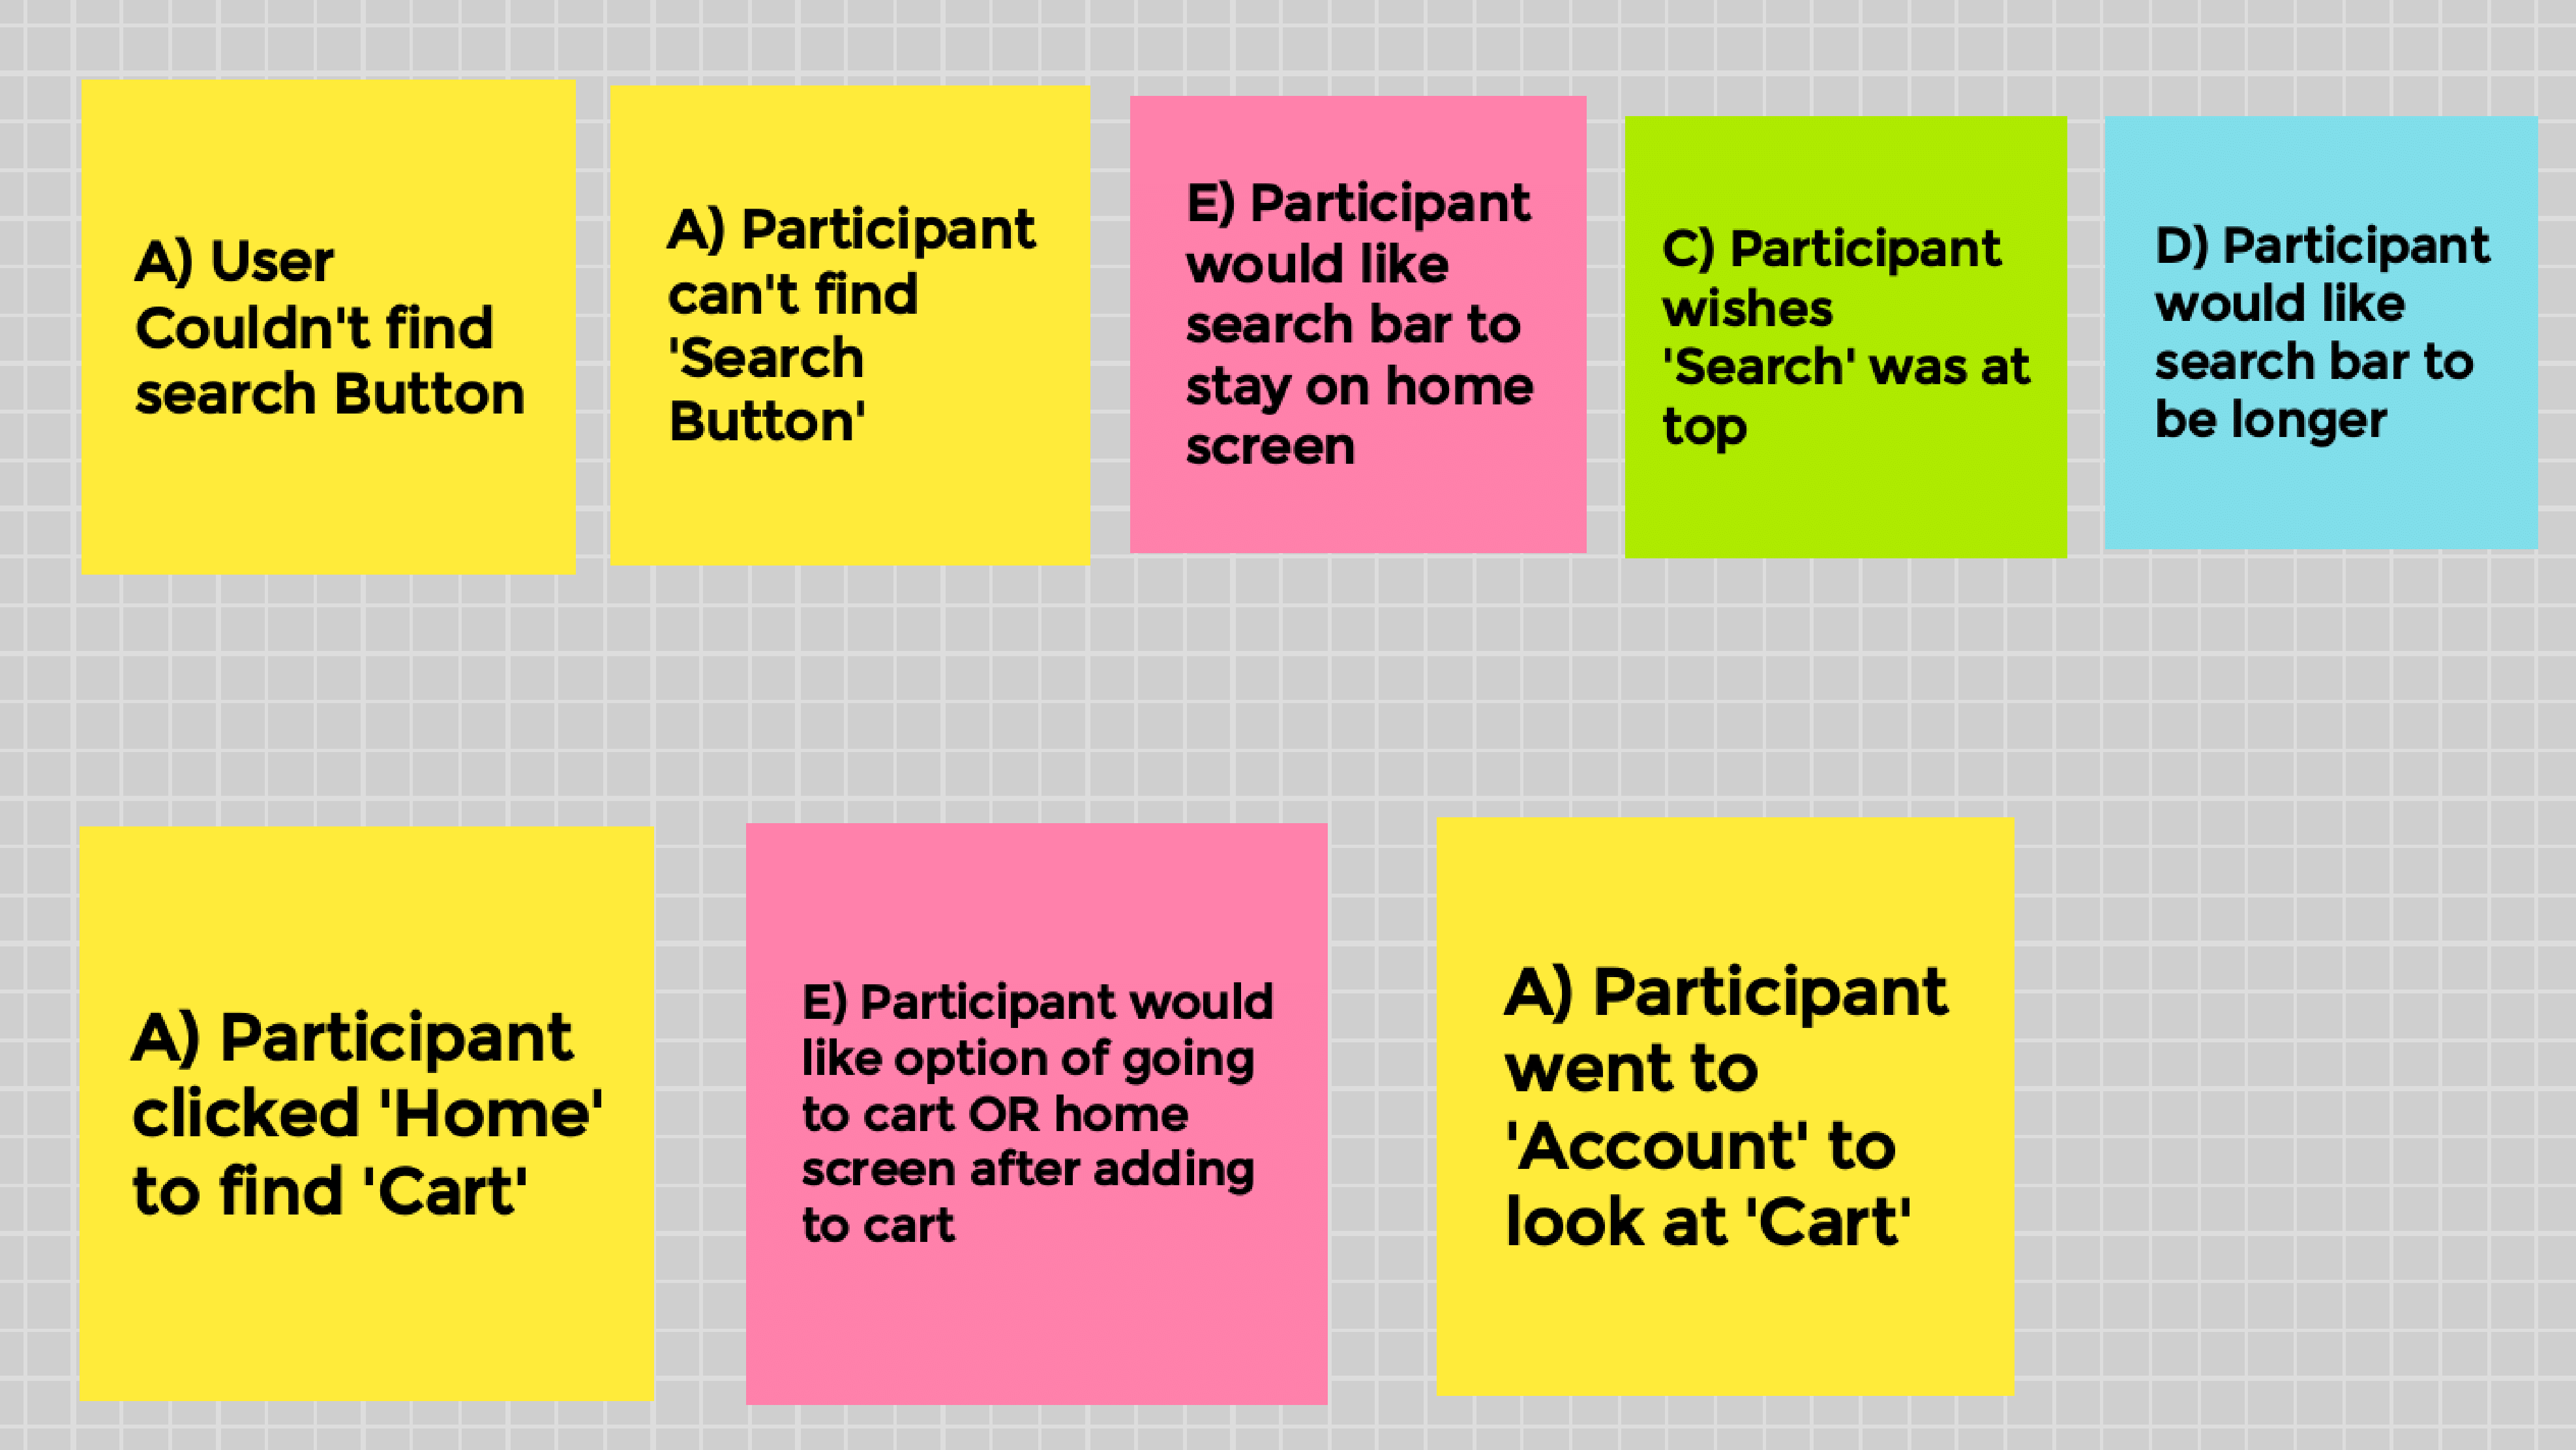 A) User
Couldn't find
search Button
A) Participant
can't find
'Search
Button'
E) Participant
would like
search bar to
stay on home
screen
C) Participant
wishes
'Search' was at
top
D) Participant
would like
search bar to
be longer
A) Participant
clicked 'Home'
to find 'Cart'
E) Participant would
like option of going
to cart OR home
screen after adding
to cart
A) Participant
went to
'Account' to
look at 'Cart'